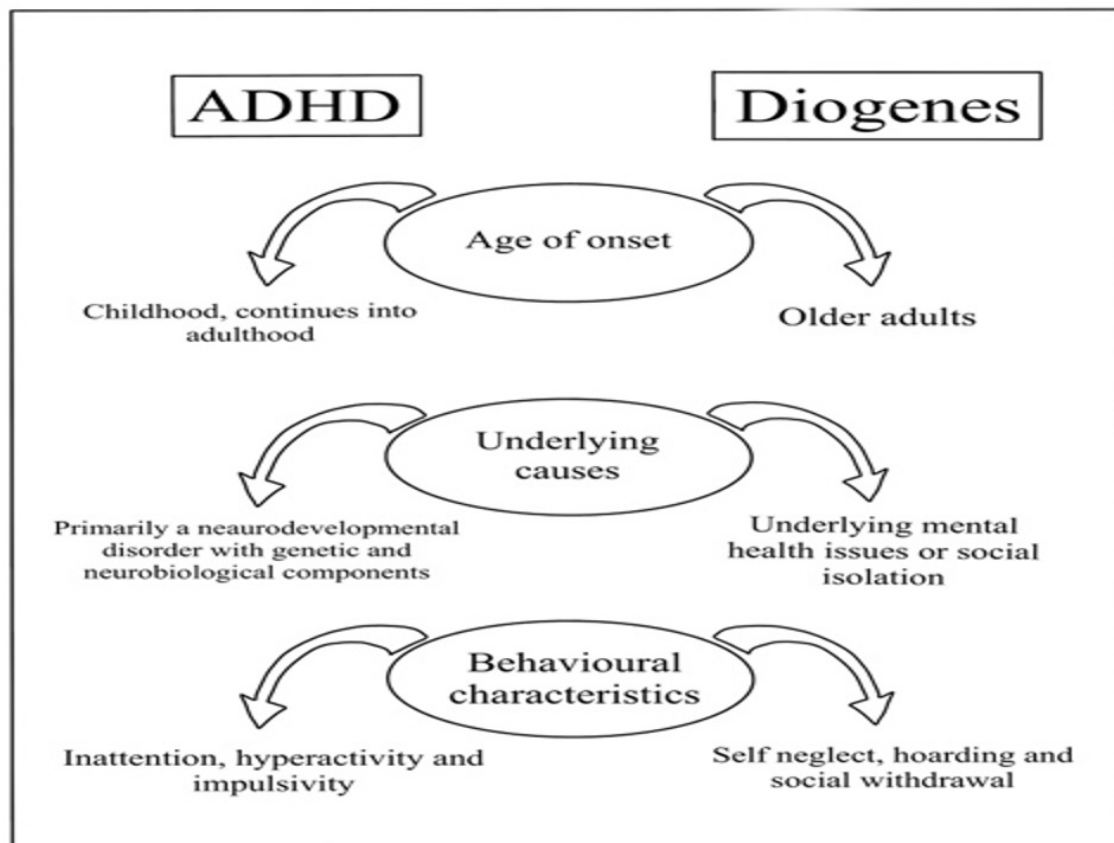 ADHD
Diogenes
Age of onset
Childhood, continues into
adulthood
Older adults
Underlying
causes
Primarily a neaurodevelopmental
disorder with genetic and
neurobiological components
Underlying mental
health issues or social
isolation
Behavioural
characteristics
Inattention, hyperactivity and
impulsivity
Self neglect, hoarding and
social withdrawal